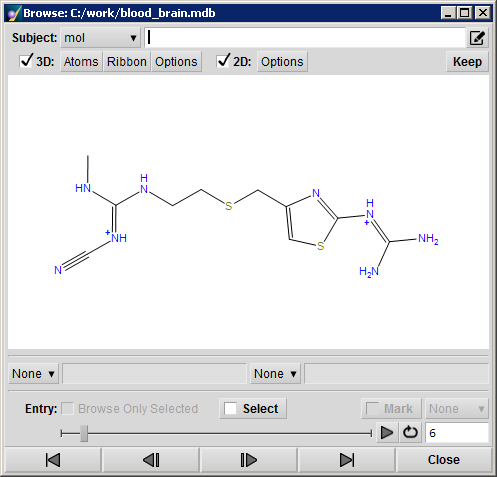 Browse: C:/work/blood_brain.mdb
Subject: mol
3D: Atoms Ribbon Options 2D: Options Keep
H
HN N N H
S N
+
NH S + NH2
N H2N
None None
Entry: Browse Only Selected Select Mark None
6
Close